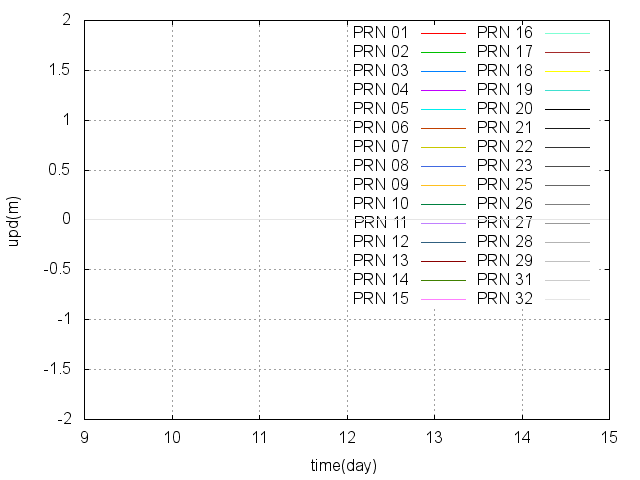 2
1.5
1
0.5
0
-0.5
-1
-1.5
-2
upd(m)
PRN 01 PRN 16
PRN 02 PRN 17
PRN 03 PRN 18
PRN 04 PRN 19
PRN 05 PRN 20
PRN 06 PRN 21
PRN 07 PRN 22
PRN 08 PRN 23
PRN 09 PRN 25
PRN 10 PRN 26
PRN 11 PRN 27
PRN 12 PRN 28
PRN 13 PRN 29
PRN 14 PRN 31
PRN 15 PRN 32
9 10 11 12 13 14 15
time(day)